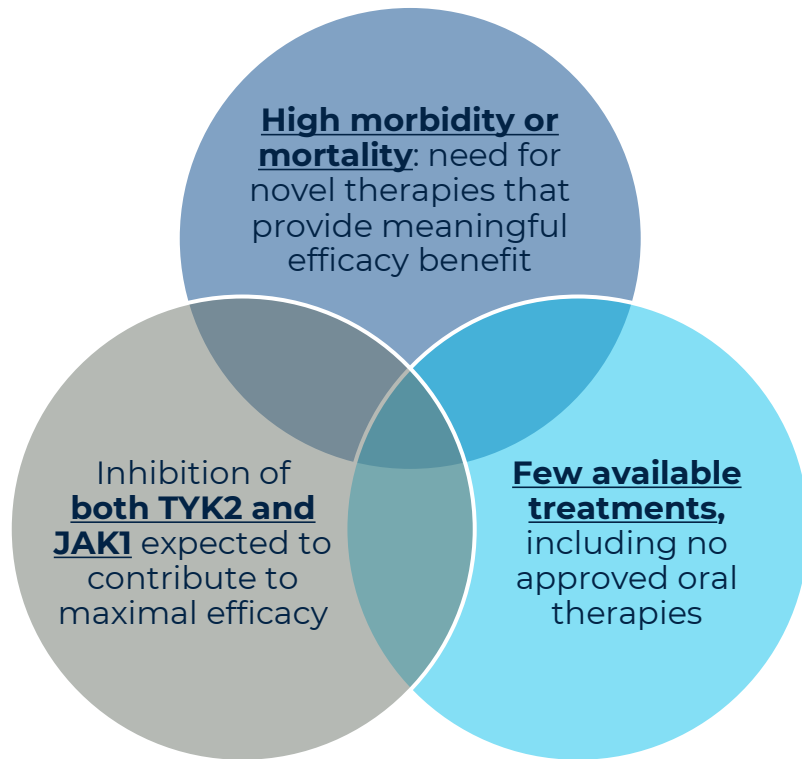 High morbidity or
mortality: need for
novel therapies that
provide meaningful
efficacy benefit
Inhibition of
both TYK2 and
JAK1 expected to
contribute to
maximal efficacy
Few available
treatments,
including no
approved oral
therapies